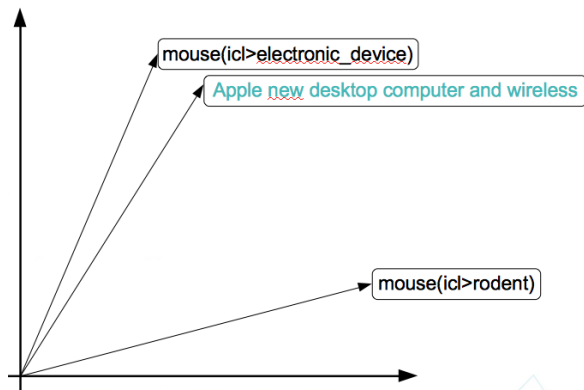 mouse(icl>electronic_device)
Apple new desktop computer and wireless
mouse(icl>rodent)